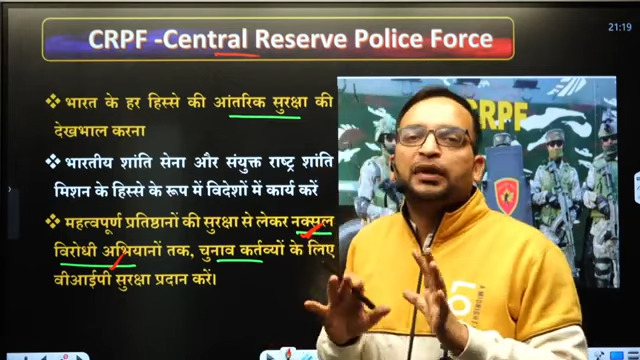 21:19
CRPF -Central Reserve Police Force
❖ भारत के हर हिस्से की आंतरिक सुरक्षा की
देखभाल करना
❖ भारतीय शांति सेना और संयुक्त राष्ट्र शांति
मिशन के हिस्से के रूप में विदेशों में कार्य करें
❖ महत्वपूर्ण प्रतिष्ठानों की सुरक्षा से लेकर नक्सल
विरोधी अभियानों तक, चुनाव कर्तव्यों के लिए
वीआईपी सुरक्षा प्रदान करें।
CRPF